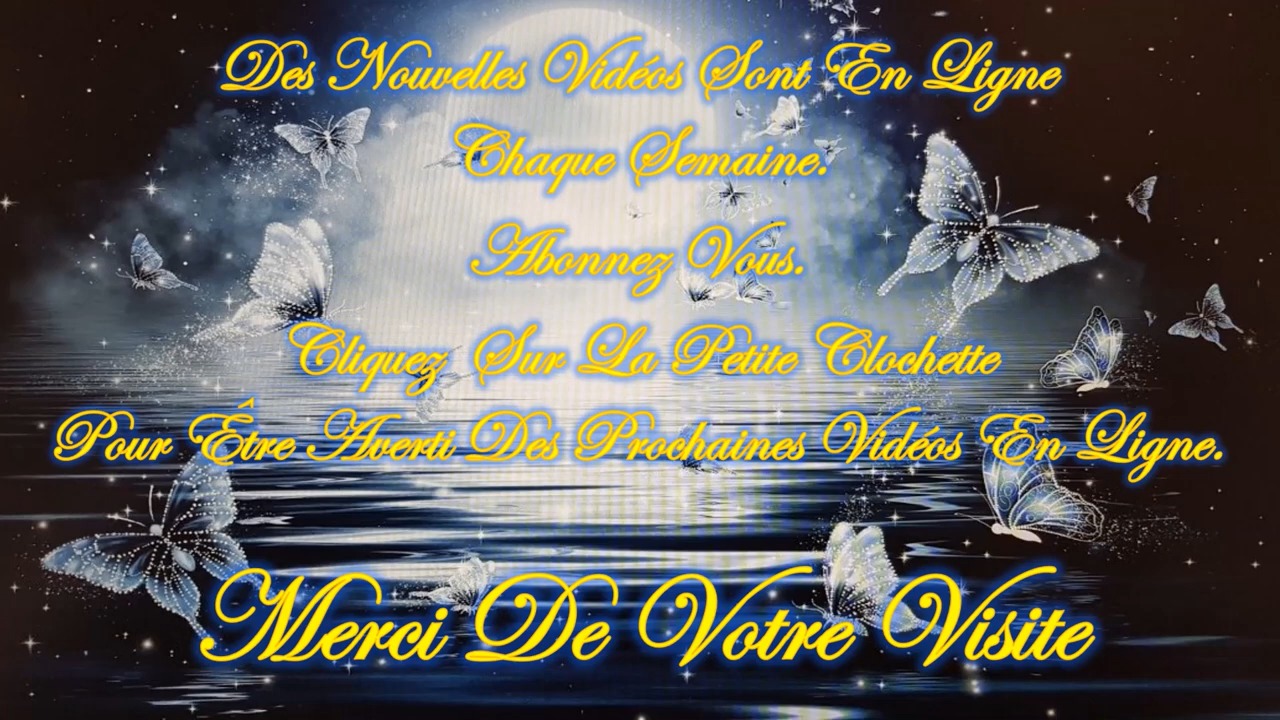 Des Nouvelles Vidéos Sont En Ligne
Chaque Semaine.
Abonnez Vous.
Cliquez Sur La Petite Clochette
Pour Être Averti Des Prochaines Vidéos En Ligne.
Merci De Votre Visite